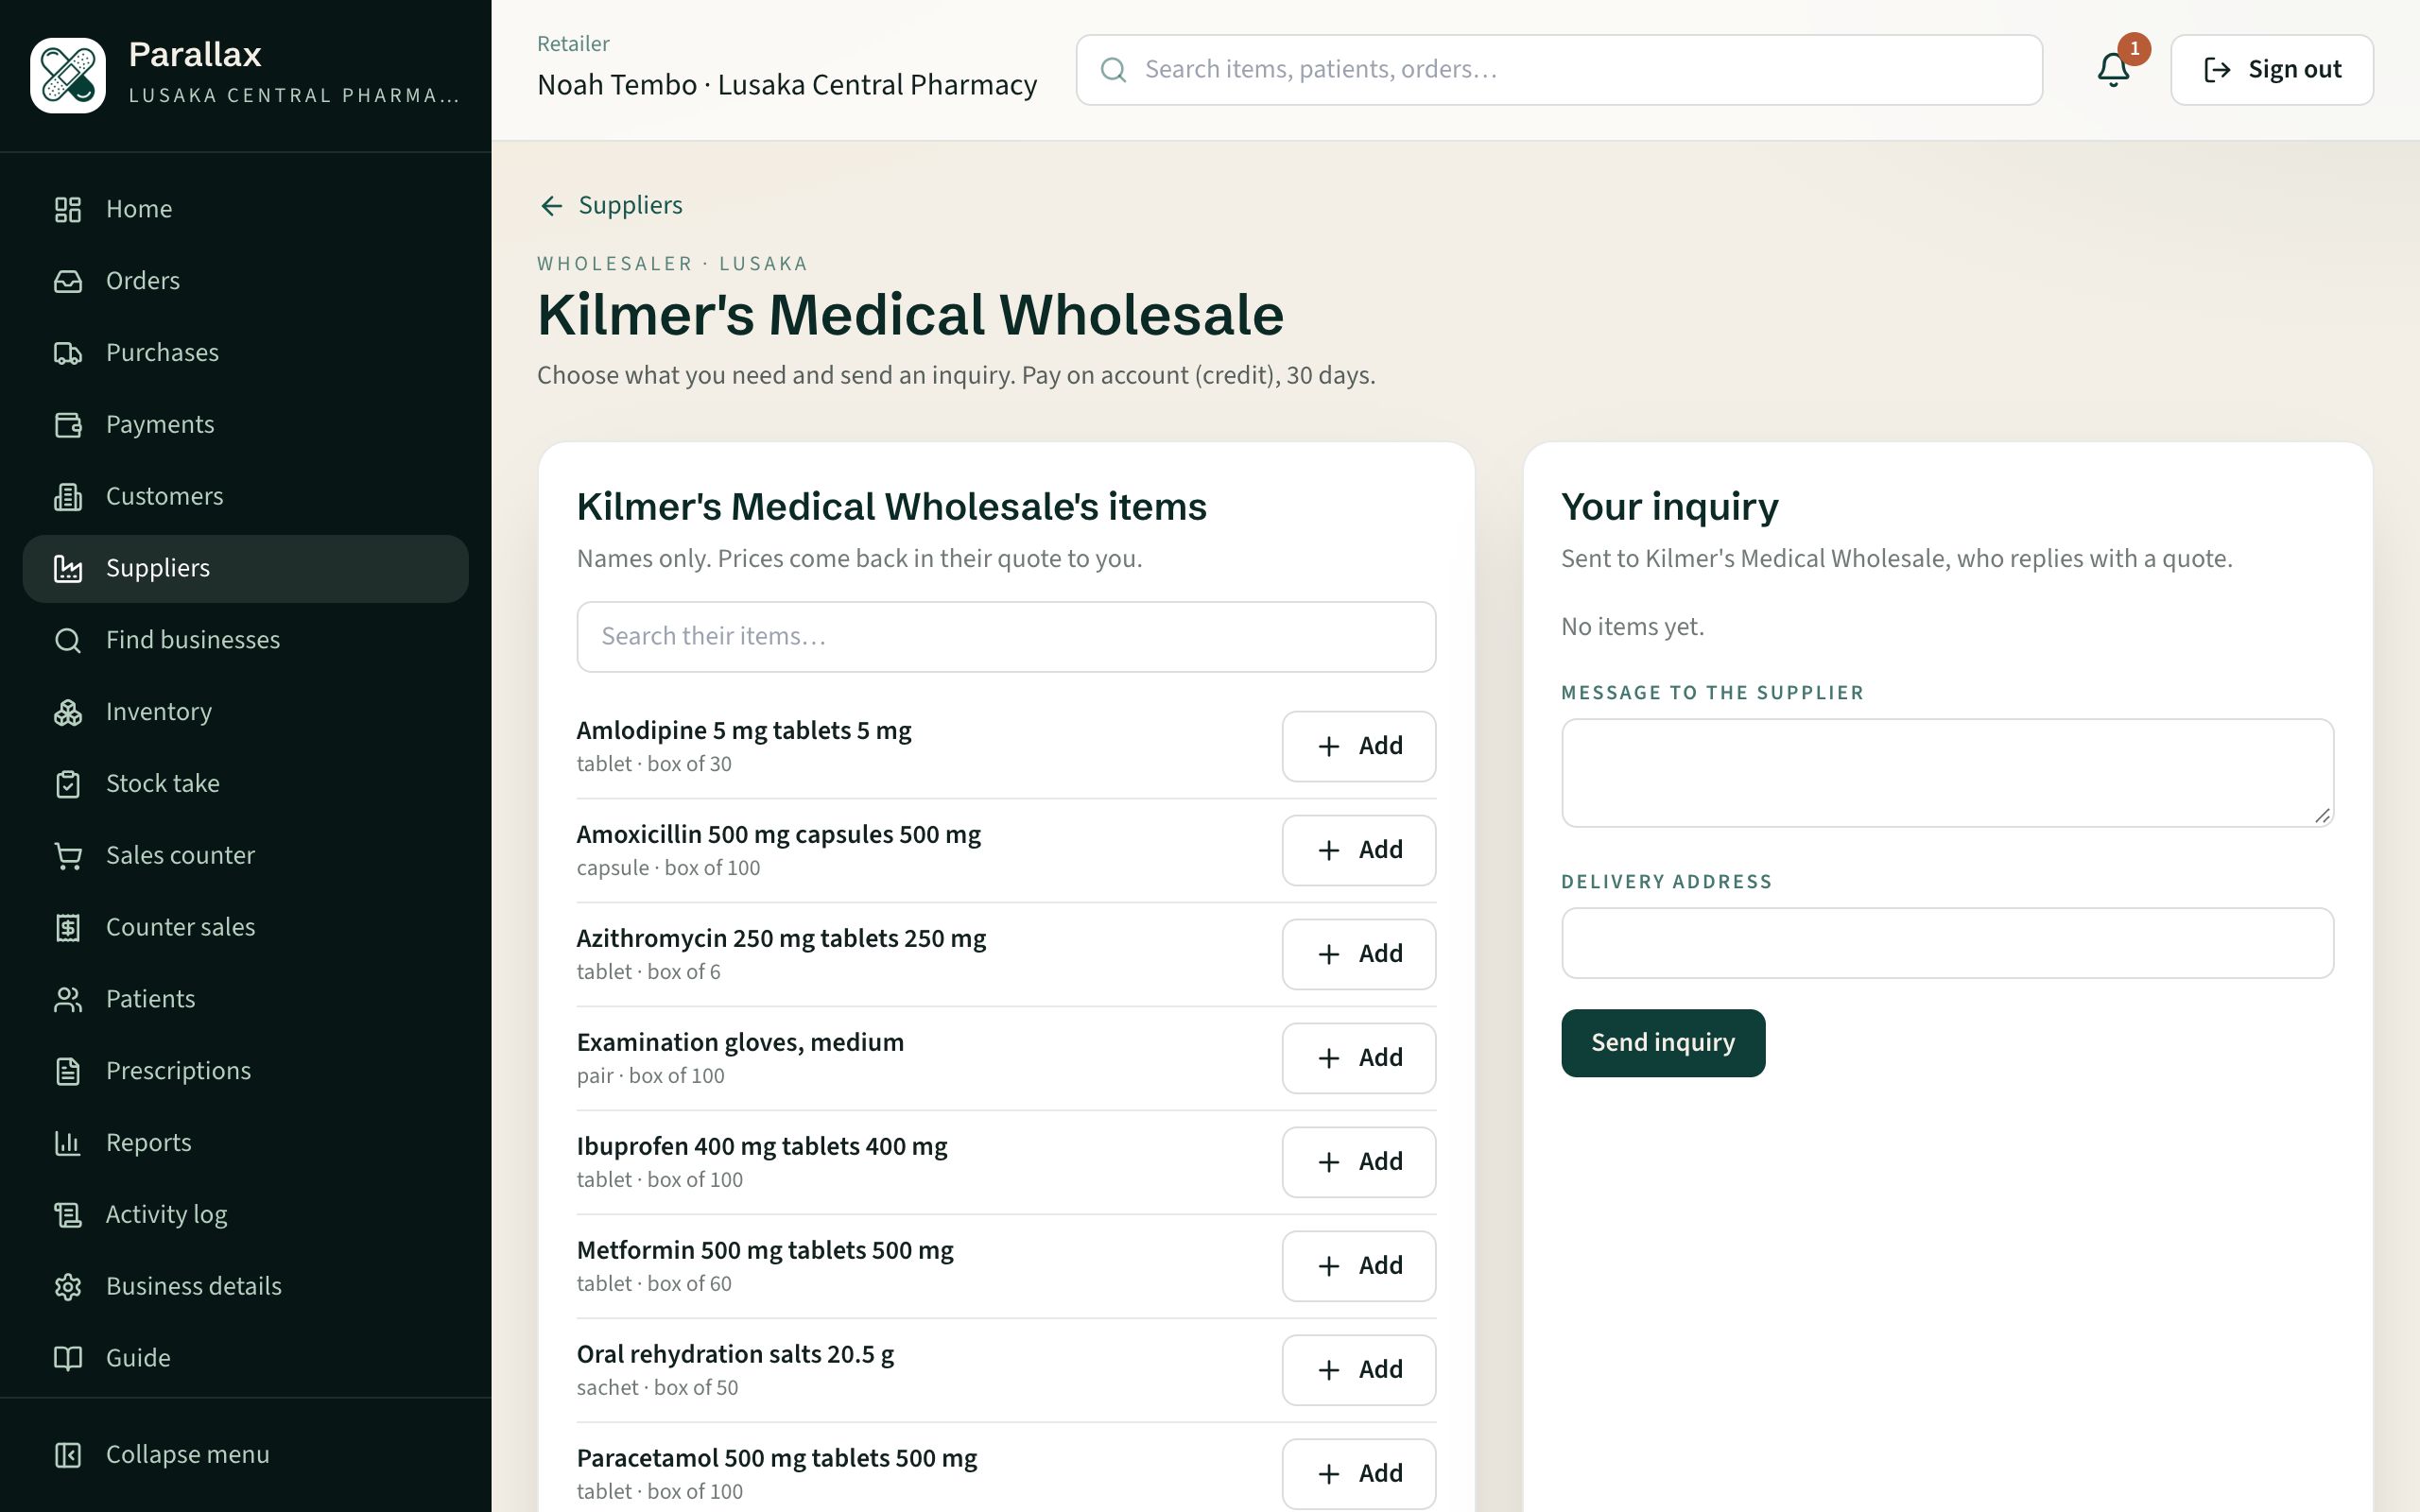 Parallax
LUSAKA CENTRAL PHARMA...
Home
Orders
Purchases
Payments
Customers
Suppliers
Find businesses
Inventory
Stock take
Sales counter
Counter sales
Patients
Prescriptions
Reports
Activity log
Business details
Guide
Collapse menu
Retailer
Noah Tembo · Lusaka Central Pharmacy
Search items, patients, orders...
1
Sign out
Suppliers
WHOLESALER · LUSAKA
Kilmer's Medical Wholesale
Choose what you need and send an inquiry. Pay on account (credit), 30 days.
Kilmer's Medical Wholesale's items
Names only. Prices come back in their quote to you.
Search their items...
Amlodipine 5 mg tablets 5 mg
tablet · box of 30
Add
Amoxicillin 500 mg capsules 500 mg
capsule · box of 100
Add
Azithromycin 250 mg tablets 250 mg
tablet · box of 6
Add
Examination gloves, medium
pair · box of 100
Add
Ibuprofen 400 mg tablets 400 mg
tablet · box of 100
Add
Metformin 500 mg tablets 500 mg
tablet · box of 60
Add
Oral rehydration salts 20.5 g
sachet · box of 50
Add
Paracetamol 500 mg tablets 500 mg
tablet · box of 100
Add
Your inquiry
Sent to Kilmer's Medical Wholesale, who replies with a quote.
No items yet.
MESSAGE TO THE SUPPLIER
DELIVERY ADDRESS
Send inquiry